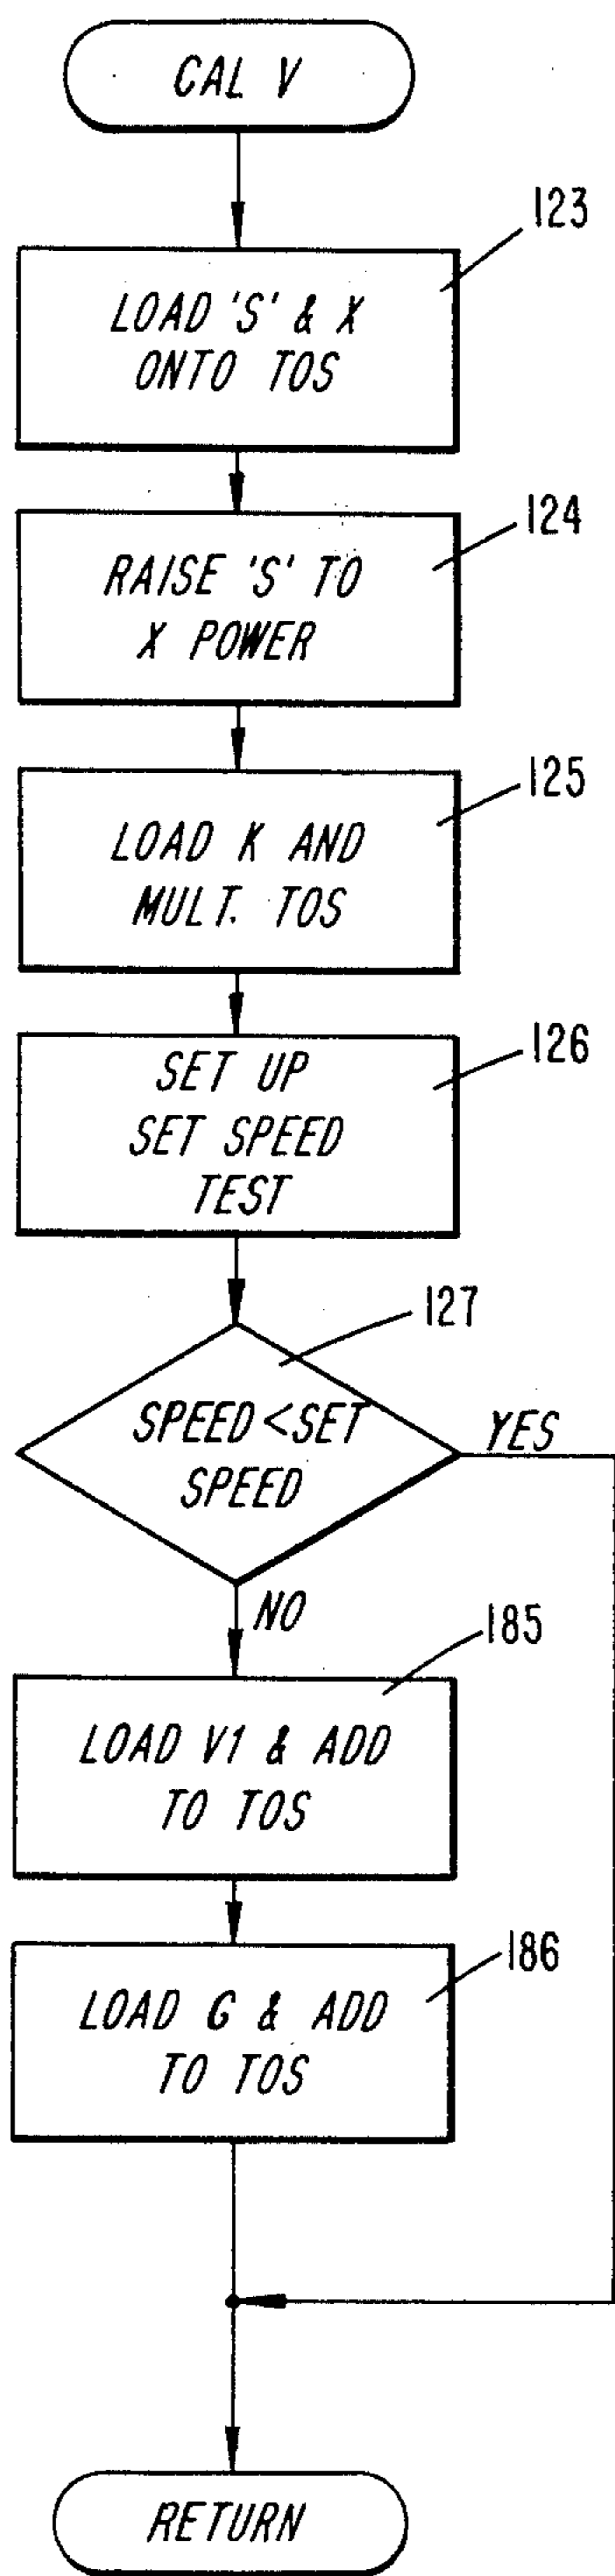 CAL V
123
LOAD 'S' & X
ONTO TOS
124
RAISE 'S' TO
X POWER
125
LOAD K AND
MULT. TOS
126
SET UP
SET SPEED
TEST
127
SPEED<SET
SPEED
YES
NO
185
LOAD V1 & ADD
TO TOS
186
LOAD G & ADD
TO TOS
RETURN